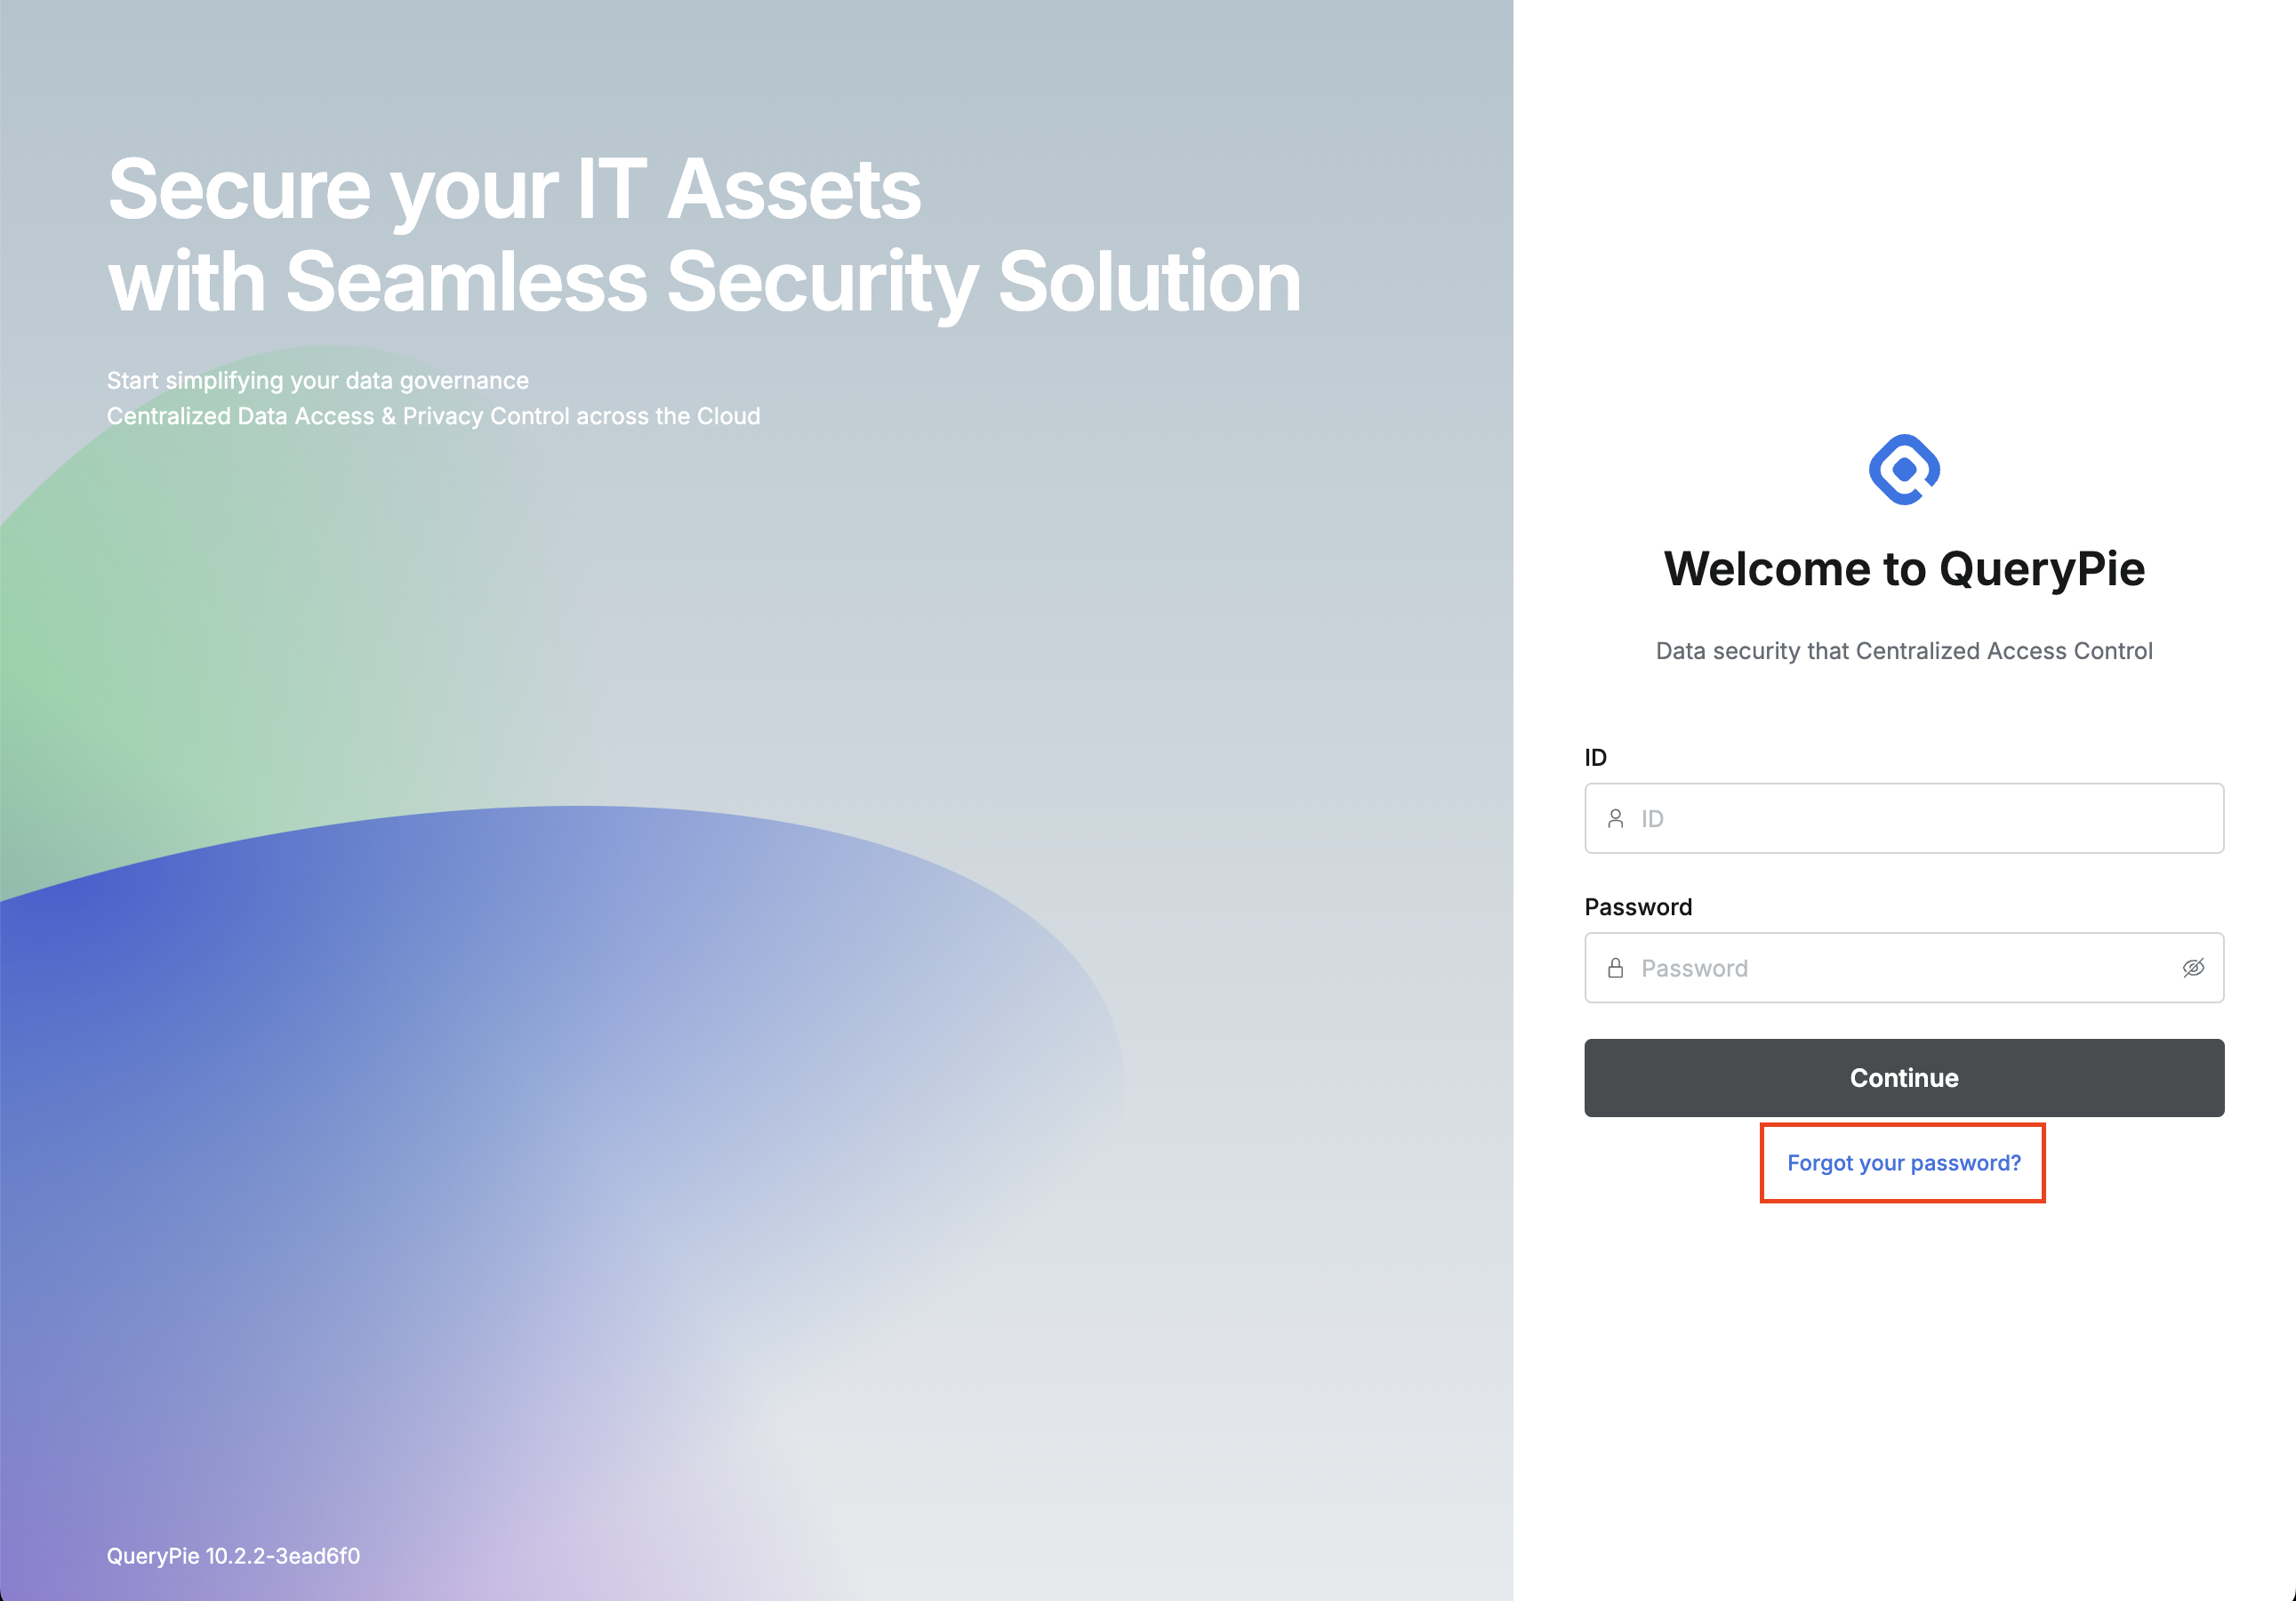 Secure your IT Assets
with Seamless Security Solution
Start simplifying your data governance
Centralized Data Access & Privacy Control across the Cloud
QueryPie 10.2.2-3ead6f0
Welcome to QueryPie
Data security that Centralized Access Control
ID
ID
Password
Password
Continue
Forgot your password?